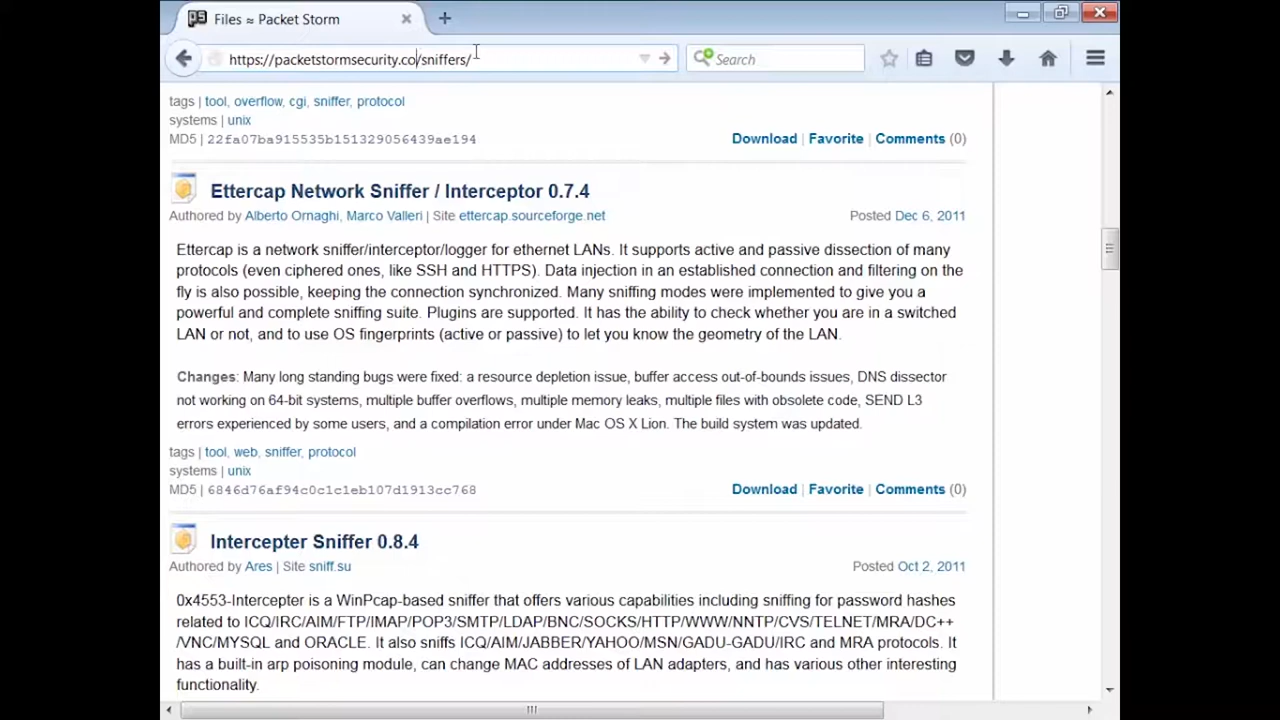 Files ≈ Packet Storm
https://packetstormsecurity.co/sniffers/
Search
tags | tool, overflow, cgi, sniffer, protocol
systems | unix
MD5 | 22fa07ba915535b151329056439ae194
Download | Favorite | Comments (0)
Ettercap Network Sniffer / Interceptor 0.7.4
Authored by Alberto Ornaghi, Marco Valleri | Site ettercap.sourceforge.net
Posted Dec 6, 2011
Ettercap is a network sniffer/interceptor/logger for ethernet LANs. It supports active and passive dissection of many
protocols (even ciphered ones, like SSH and HTTPS). Data injection in an established connection and filtering on the
fly is also possible, keeping the connection synchronized. Many sniffing modes were implemented to give you a
powerful and complete sniffing suite. Plugins are supported. It has the ability to check whether you are in a switched
LAN or not, and to use OS fingerprints (active or passive) to let you know the geometry of the LAN.
Changes: Many long standing bugs were fixed: a resource depletion issue, buffer access out-of-bounds issues, DNS dissector
not working on 64-bit systems, multiple buffer overflows, multiple memory leaks, multiple files with obsolete code, SEND L3
errors experienced by some users, and a compilation error under Mac OS X Lion. The build system was updated.
tags | tool, web, sniffer, protocol
systems | unix
MD5 | 6846d76af94c0c1c1eb107d1913cc768
Download | Favorite | Comments (0)
Intercepter Sniffer 0.8.4
Authored by Ares | Site sniff.su
Posted Oct 2, 2011
0x4553-Intercepter is a WinPcap-based sniffer that offers various capabilities including sniffing for password hashes
related to ICQ/IRC/AIM/FTP/IMAP/POP3/SMTP/LDAP/BNC/SOCKS/HTTP/WWW/NNTP/CVS/TELNET/MRA/DC++
/VNC/MYSQL and ORACLE. It also sniffs ICQ/AIM/JABBER/YAHOO/MSN/GADU-GADU/IRC and MRA protocols. It
has a built-in arp poisoning module, can change MAC addresses of LAN adapters, and has various other interesting
functionality.